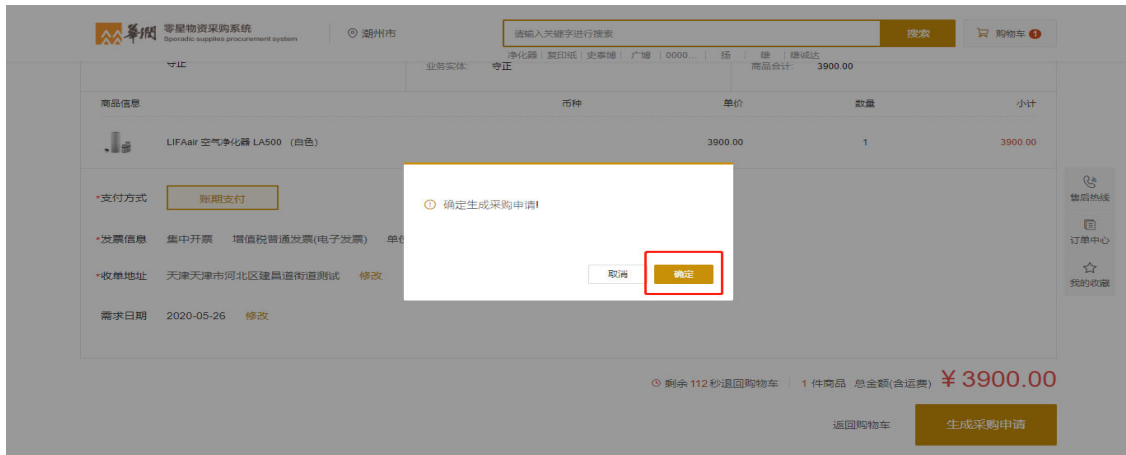 華潤 零星物资采购系统 潮州市 请输入关键字进行搜索 搜索 购物车 1
Sporadic supplies procurement system
净化器 复印纸 史泰博 广博 0000... 扬 雄 雄诚达
守正 业务实体: 守正 商品合计: 3900.00
商品信息 币种 单价 数量 小计
LIFAair 空气净化器 LA500 (白色) 3900.00 1 3900.00
*支付方式 账期支付
确定生成采购申请!
售后热线
*发票信息 集中开票 增值税普通发票(电子发票)
订单中心
*收单地址 天津天津市河北区建昌道街道测试 修改
取消 确定
我的收藏
需求日期 2020-05-26 修改
剩余112秒退回购物车 1 件商品 总金额(含运费) ¥3900.00
返回购物车 生成采购申请